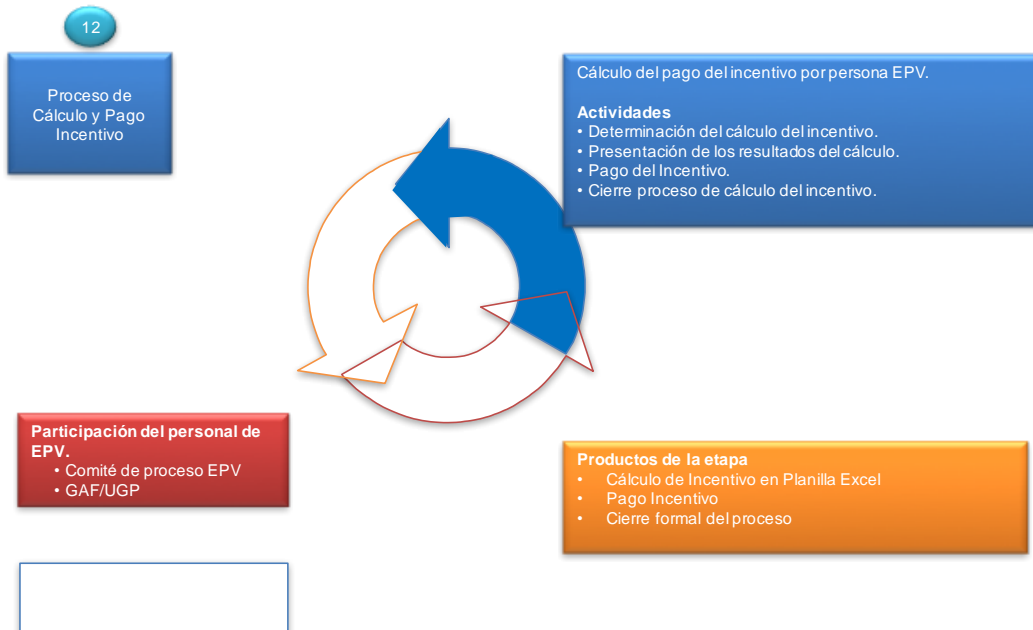 12
Proceso de
Cálculo y Pago
Incentivo
Cálculo del pago del incentivo por persona EPV.
Actividades
• Determinación del cálculo del incentivo.
• Presentación de los resultados del cálculo.
• Pago del Incentivo.
• Cierre proceso de cálculo del incentivo.
Participación del personal de
EPV.
• Comité de proceso EPV
• GAF/UGP
Productos de la etapa
• Cálculo de Incentivo en Planilla Excel
• Pago Incentivo
• Cierre formal del proceso